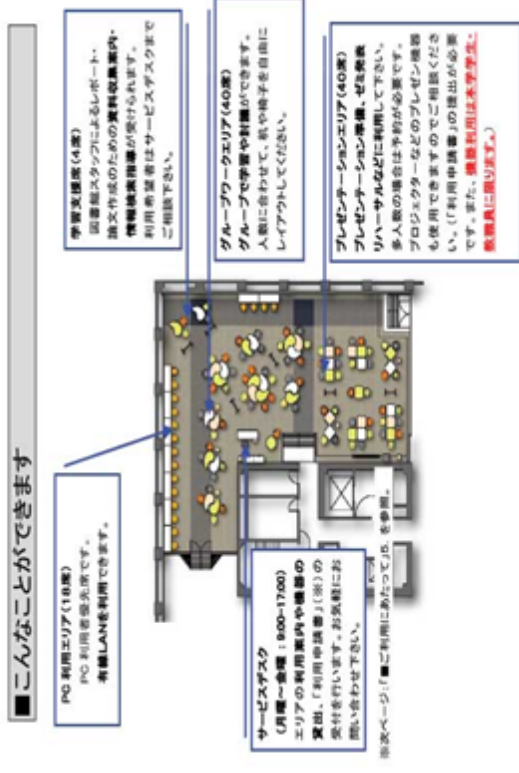 ■こんなことができます
PC 利用エリア(18席)
PC 利用者優先席です。
有線LANを利用できます。
学習支援席(4席)
図書館スタッフによるレポート・
論文作成のための資料収集案内・
情報検索指導が受けられます。
利用希望者はサービスデスクまで
ご相談下さい。
グループワークエリア(40席)
グループで学習や討議ができます。
人数に合わせて、机や椅子を自由に
レイアウトしてください。
サービスデスク
(月曜～金曜:9:00-17:00)
エリアの利用案内や機器の
貸出、「利用申請書」(※)の
受付を行います。お気軽にお
問い合わせ下さい。
プレゼンテーションエリア(40席)
プレゼンテーション準備、ゼミ発表
リハーサルなどに利用して下さい。
多人数の場合は予約が必要です。
プロジェクターなどのプレゼン機器
も使用できますのでご相談くださ
い。(「利用申請書」の提出が必要
です。また、機器利用は本学学生・
教職員に限ります。)
※次ページ:「■ご利用にあたって」5. を参照。